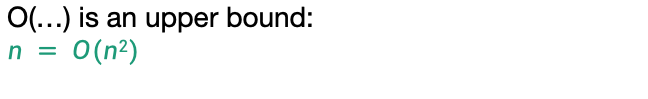 O(...) is an upper bound:
n = O(n²)